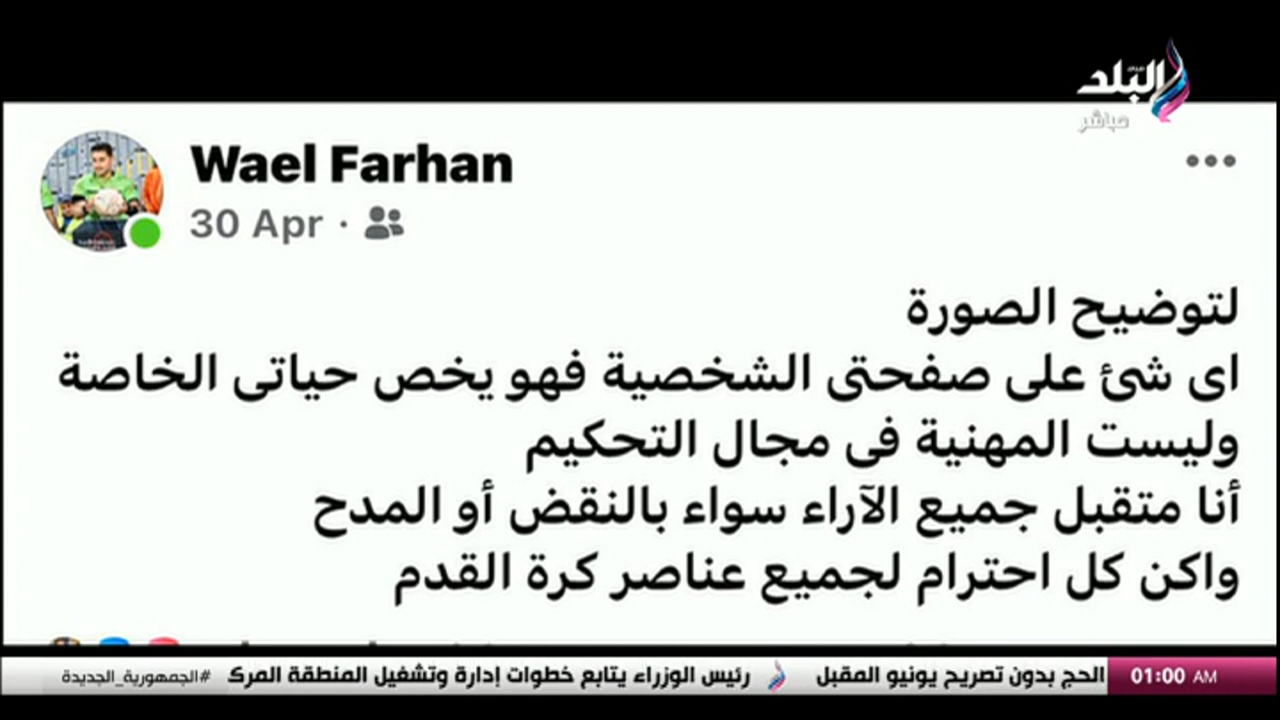 صدى البلد
مباشر
Wael Farhan
30 Apr ·
لتوضيح الصورة
اى شئ على صفحتى الشخصية فهو يخص حياتى الخاصة
وليست المهنية فى مجال التحكيم
أنا متقبل جميع الآراء سواء بالنقض أو المدح
واكن كل احترام لجميع عناصر كرة القدم
01:00 AM
الحج بدون تصريح يونيو المقبل
رئيس الوزراء يتابع خطوات إدارة وتشغيل المنطقة المرك
#الجمهورية_الجديدة